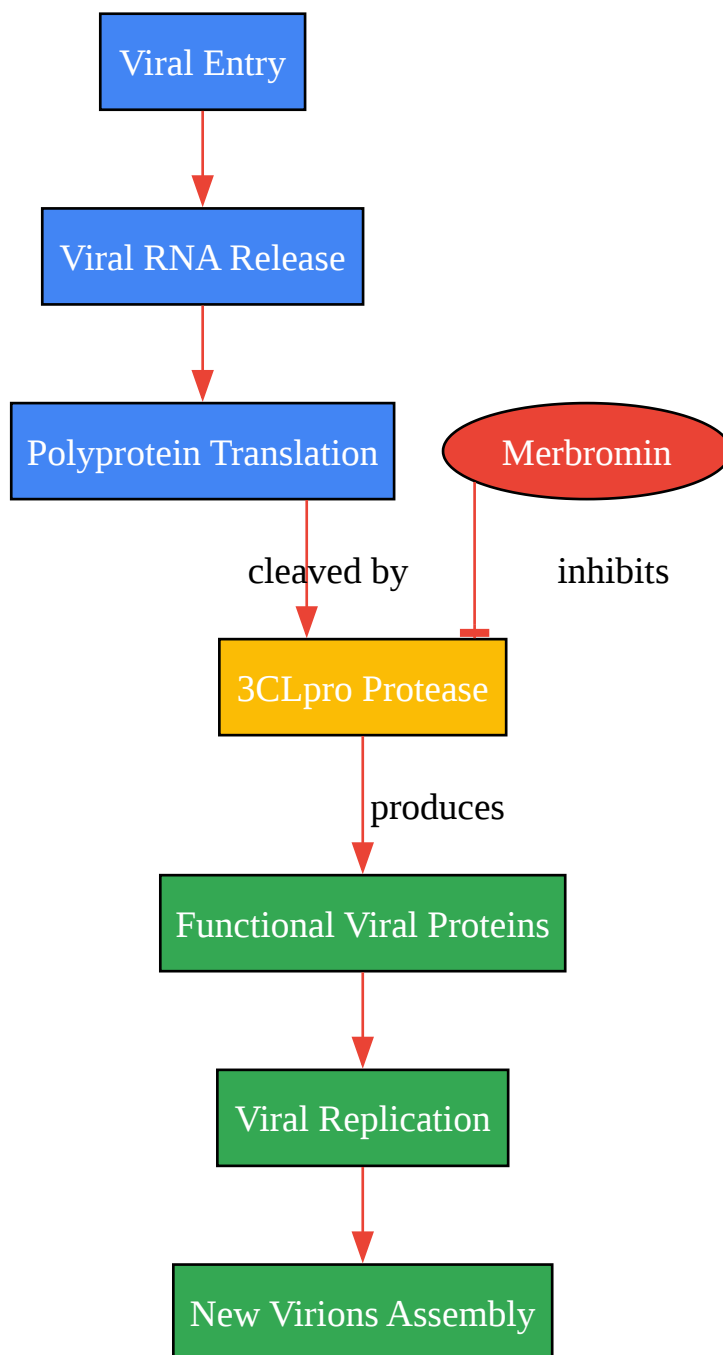 Viral Entry
Viral RNA Release
Polyprotein Translation
Merbromin
cleaved by
inhibits
3CLpro Protease
produces
Functional Viral Proteins
Viral Replication
New Virions Assembly